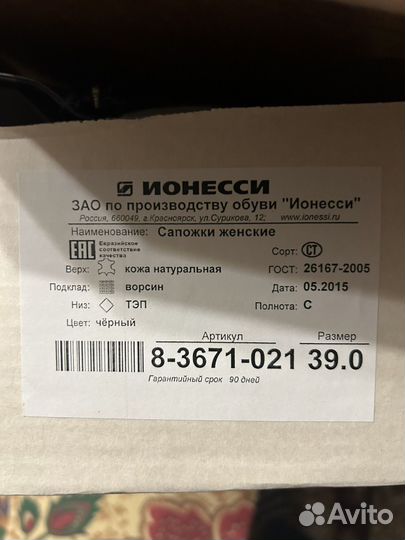 ИОНЕССИ
ЗАО по производству обуви "Ионесси"
Россия, 660049, г.Красноярск, ул.Сурикова, 12; www.ionessi.ru
Наименование: Сапожки женские
ЕАС Евразийское соответствие качества Сорт: СТ
Верх: кожа натуральная ГОСТ: 26167-2005
Подклад: ворсин Дата: 05.2015
Низ: ТЭП Полнота: С
Цвет: чёрный
Артикул Размер
8-3671-021 39.0
Гарантийный срок 90 дней
Avito